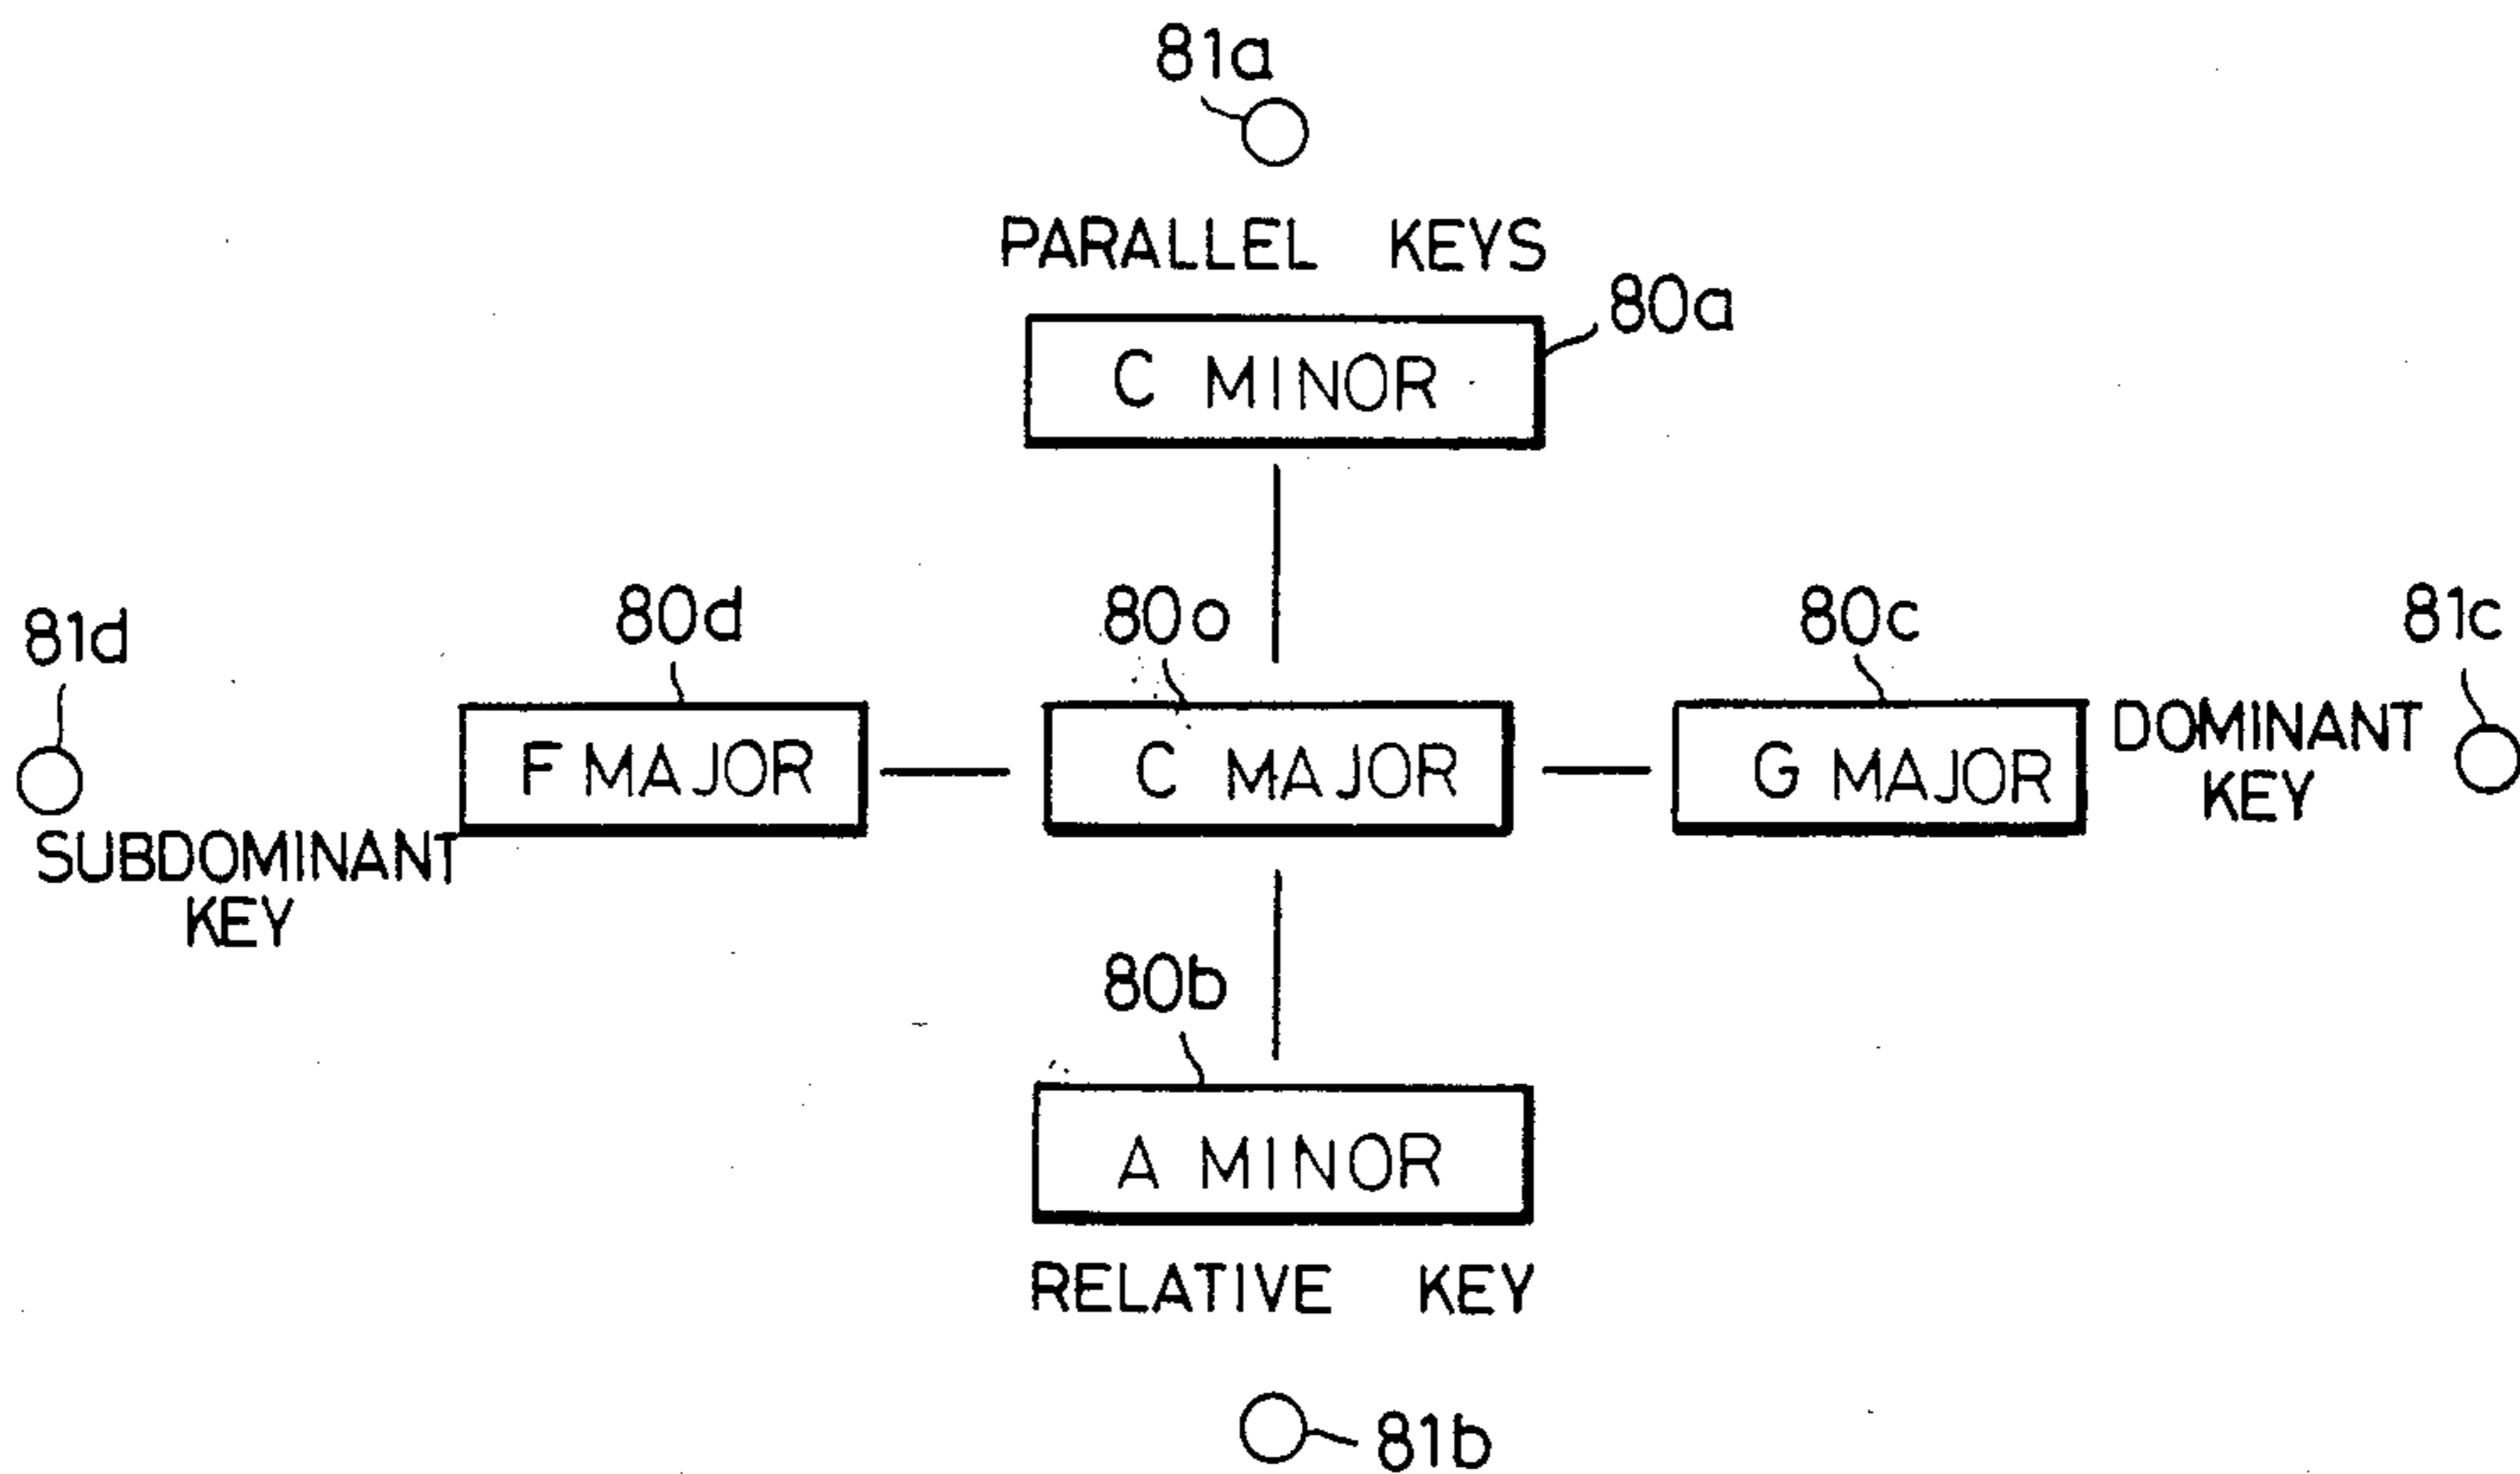 81a
PARALLEL KEYS
80a
C MINOR
81d
80d
80o
80c
81c
F MAJOR
C MAJOR
G MAJOR
DOMINANT
KEY
SUBDOMINANT
KEY
80b
A MINOR
RELATIVE KEY
81b